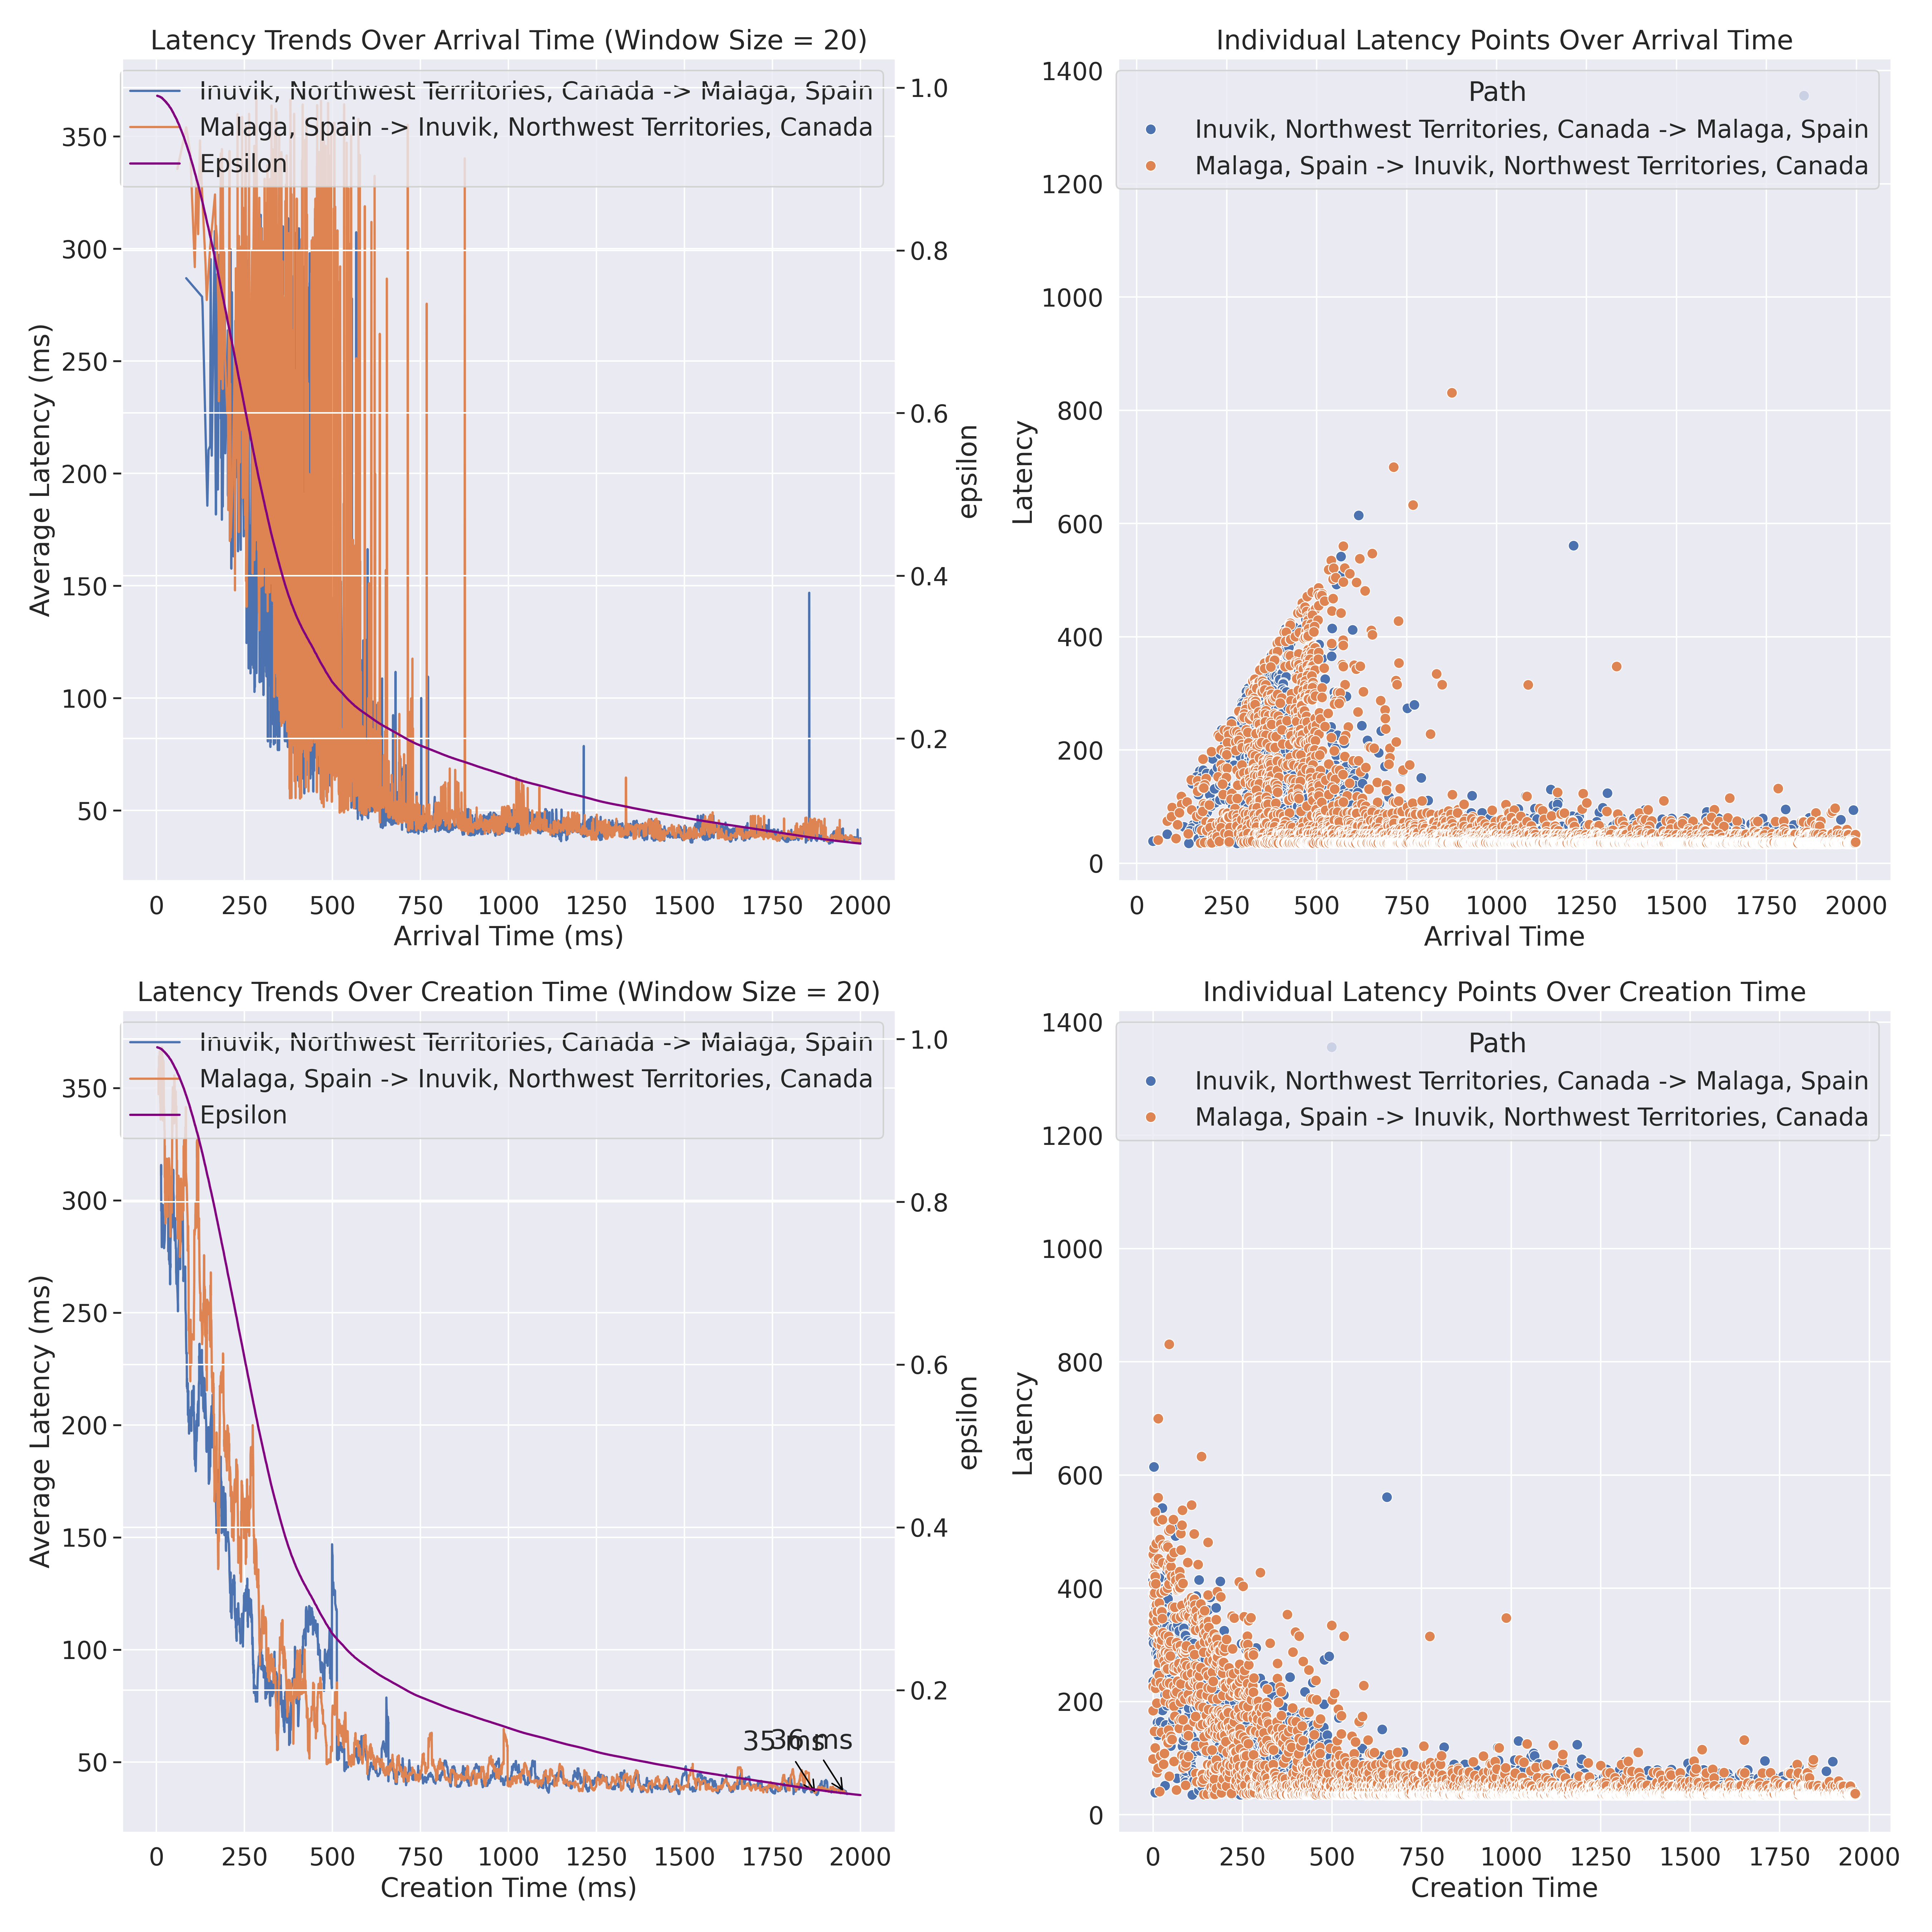 Latency Trends Over Arrival Time (Window Size = 20)
Inuvik, Northwest Territories, Canada -> Malaga, Spain
Malaga, Spain -> Inuvik, Northwest Territories, Canada
Epsilon
350
300
250
200
150
100
50
Average Latency (ms)
1.0
0.8
0.6
0.4
0.2
epsilon
0 250 500 750 1000 1250 1500 1750 2000
Arrival Time (ms)
Individual Latency Points Over Arrival Time
Path
Inuvik, Northwest Territories, Canada -> Malaga, Spain
Malaga, Spain -> Inuvik, Northwest Territories, Canada
1400
1200
1000
800
600
400
200
0
Latency
0 250 500 750 1000 1250 1500 1750 2000
Arrival Time
Latency Trends Over Creation Time (Window Size = 20)
Inuvik, Northwest Territories, Canada -> Malaga, Spain
Malaga, Spain -> Inuvik, Northwest Territories, Canada
Epsilon
350
300
250
200
150
100
50
Average Latency (ms)
1.0
0.8
0.6
0.4
0.2
epsilon
35 ms
36 ms
0 250 500 750 1000 1250 1500 1750 2000
Creation Time (ms)
Individual Latency Points Over Creation Time
Path
Inuvik, Northwest Territories, Canada -> Malaga, Spain
Malaga, Spain -> Inuvik, Northwest Territories, Canada
1400
1200
1000
800
600
400
200
0
Latency
0 250 500 750 1000 1250 1500 1750 2000
Creation Time